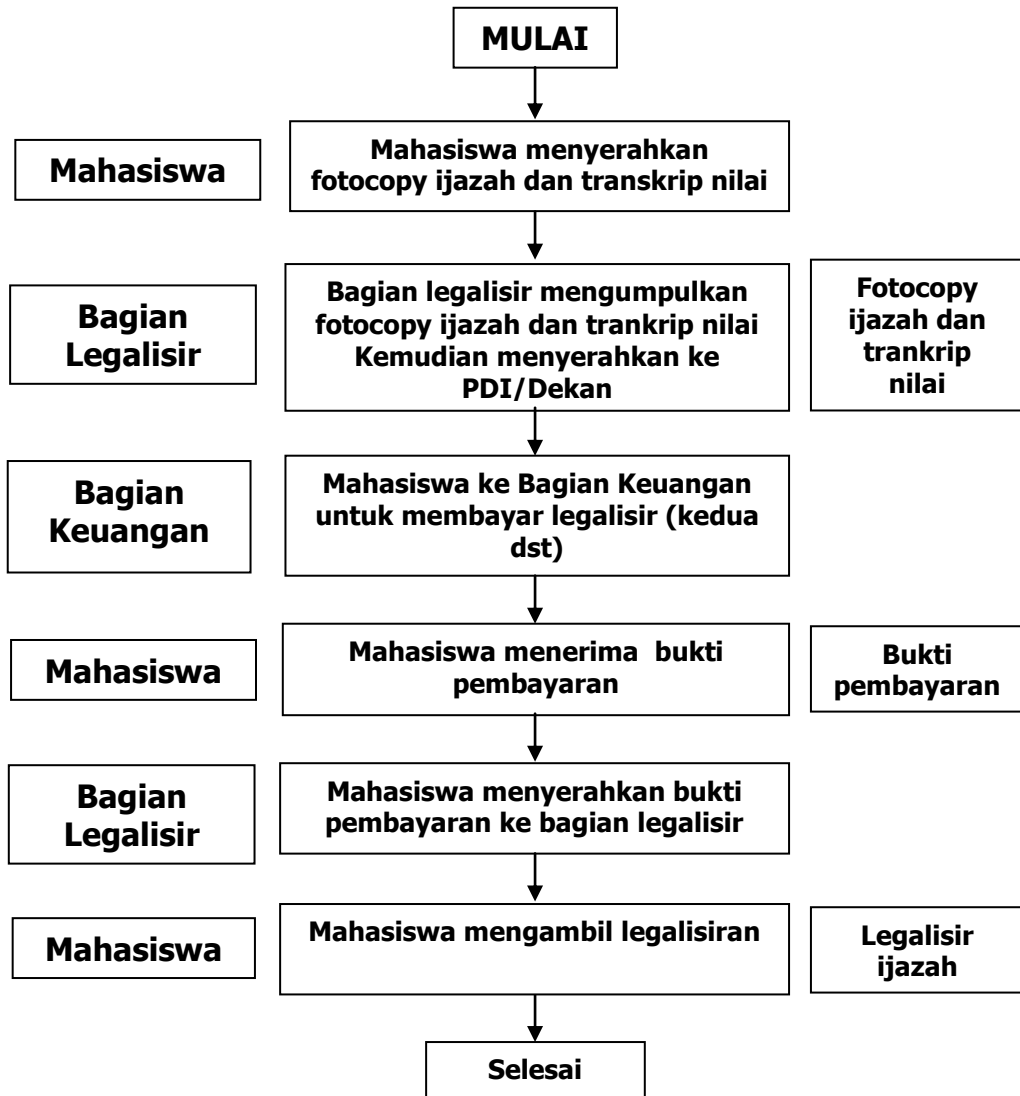 MULAI
Mahasiswa
Mahasiswa menyerahkan
fotocopy ijazah dan transkrip nilai
Bagian
Legalisir
Bagian legalisir mengumpulkan
fotocopy ijazah dan trankrip nilai
Kemudian menyerahkan ke
PDI/Dekan
Fotocopy
ijazah dan
trankrip
nilai
Bagian
Keuangan
Mahasiswa ke Bagian Keuangan
untuk membayar legalisir (kedua
dst)
Mahasiswa
Mahasiswa menerima  bukti
pembayaran
Bukti
pembayaran
Bagian
Legalisir
Mahasiswa menyerahkan bukti
pembayaran ke bagian legalisir
Mahasiswa
Mahasiswa mengambil legalisiran
Legalisir
ijazah
Selesai